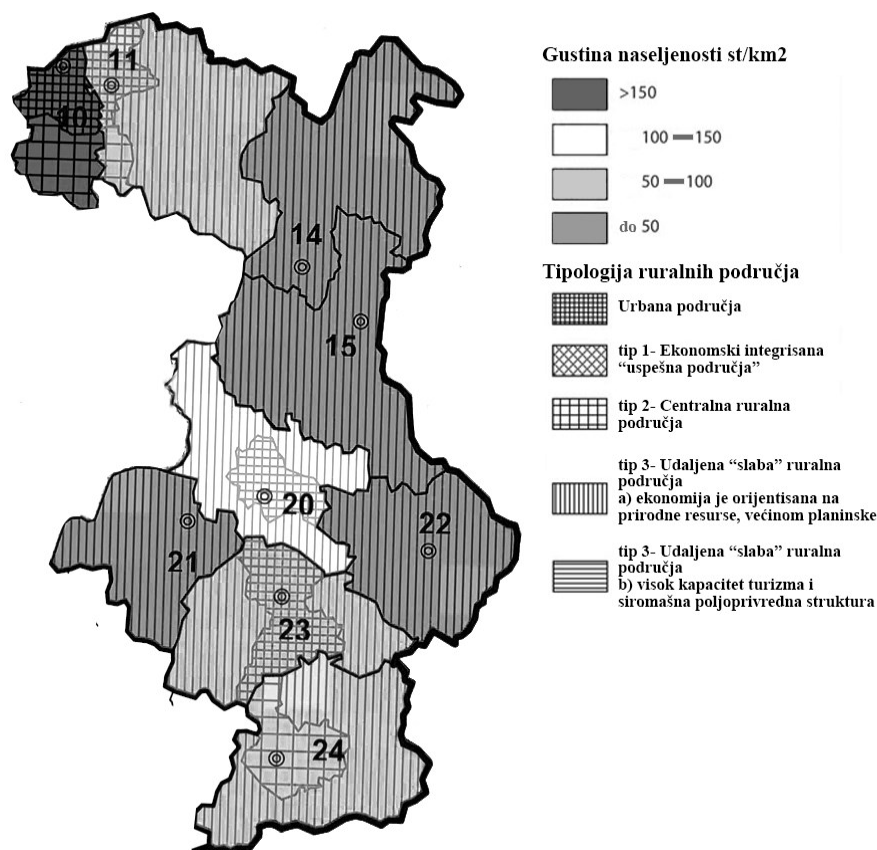 Gustina naseljenosti st/km2
>150
100 — 150
50 — 100
do 50
Tipologija ruralnih područja
Urbana područja
tip 1- Ekonomski integrisana
“uspešna područja”
tip 2- Centralna ruralna
područja
tip 3- Udaljena “slaba” ruralna
područja
a) ekonomija je orijentisana na
prirodne resurse, većinom planinske
tip 3- Udaljena “slaba” ruralna
područja
b) visok kapacitet turizma i
siromašna poljoprivredna struktura
11
10
14
15
20
22
21
23
24